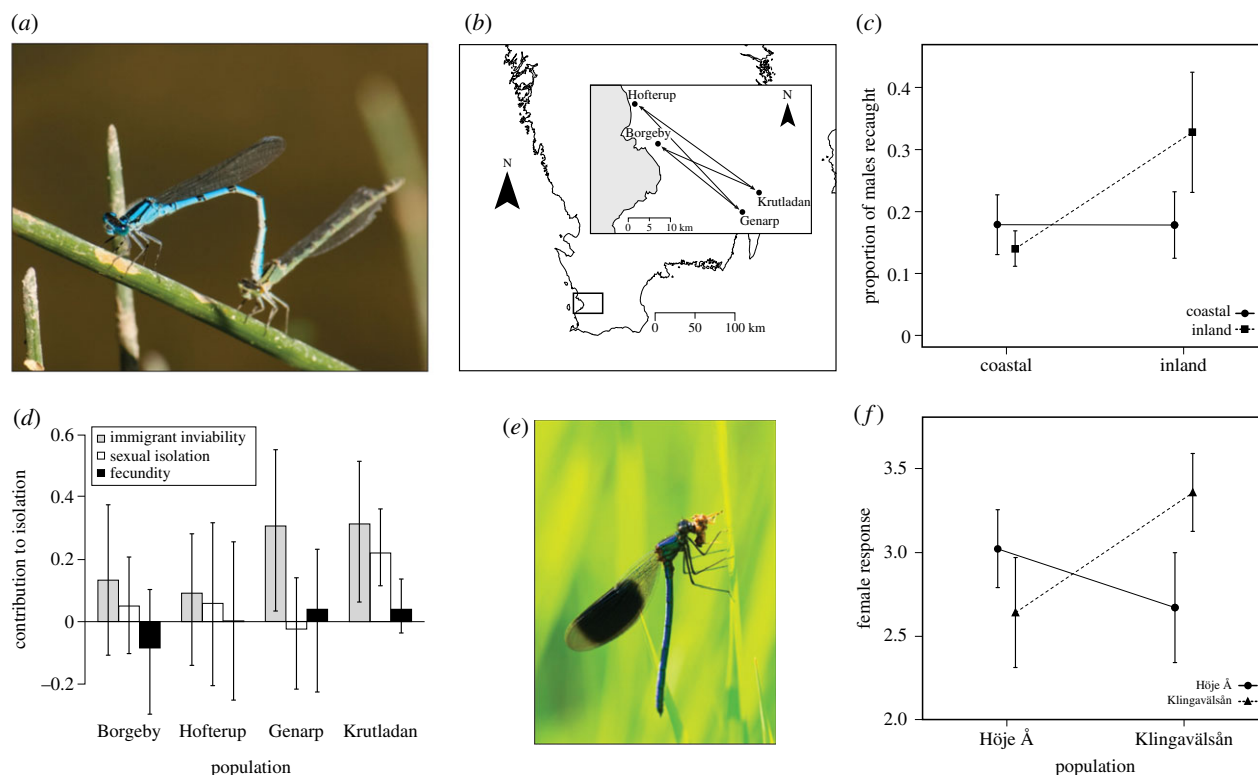 (a)
(b)
N
Hofterup
N
Borgeby
Krutladan
Genarp
0 5 10 km
0 50 100 km
(c)
proportion of males recaught
0.4
0.3
0.2
0.1
0
coastal
inland
coastal inland
(d)
contribution to isolation
0.6
0.4
0.2
0
–0.2
immigrant inviability
sexual isolation
fecundity
Borgeby Hofterup Genarp Krutladan
population
(e)
(f)
female response
3.5
3.0
2.5
2.0
Höje Å
Klingavälsån
Höje Å Klingavälsån
population